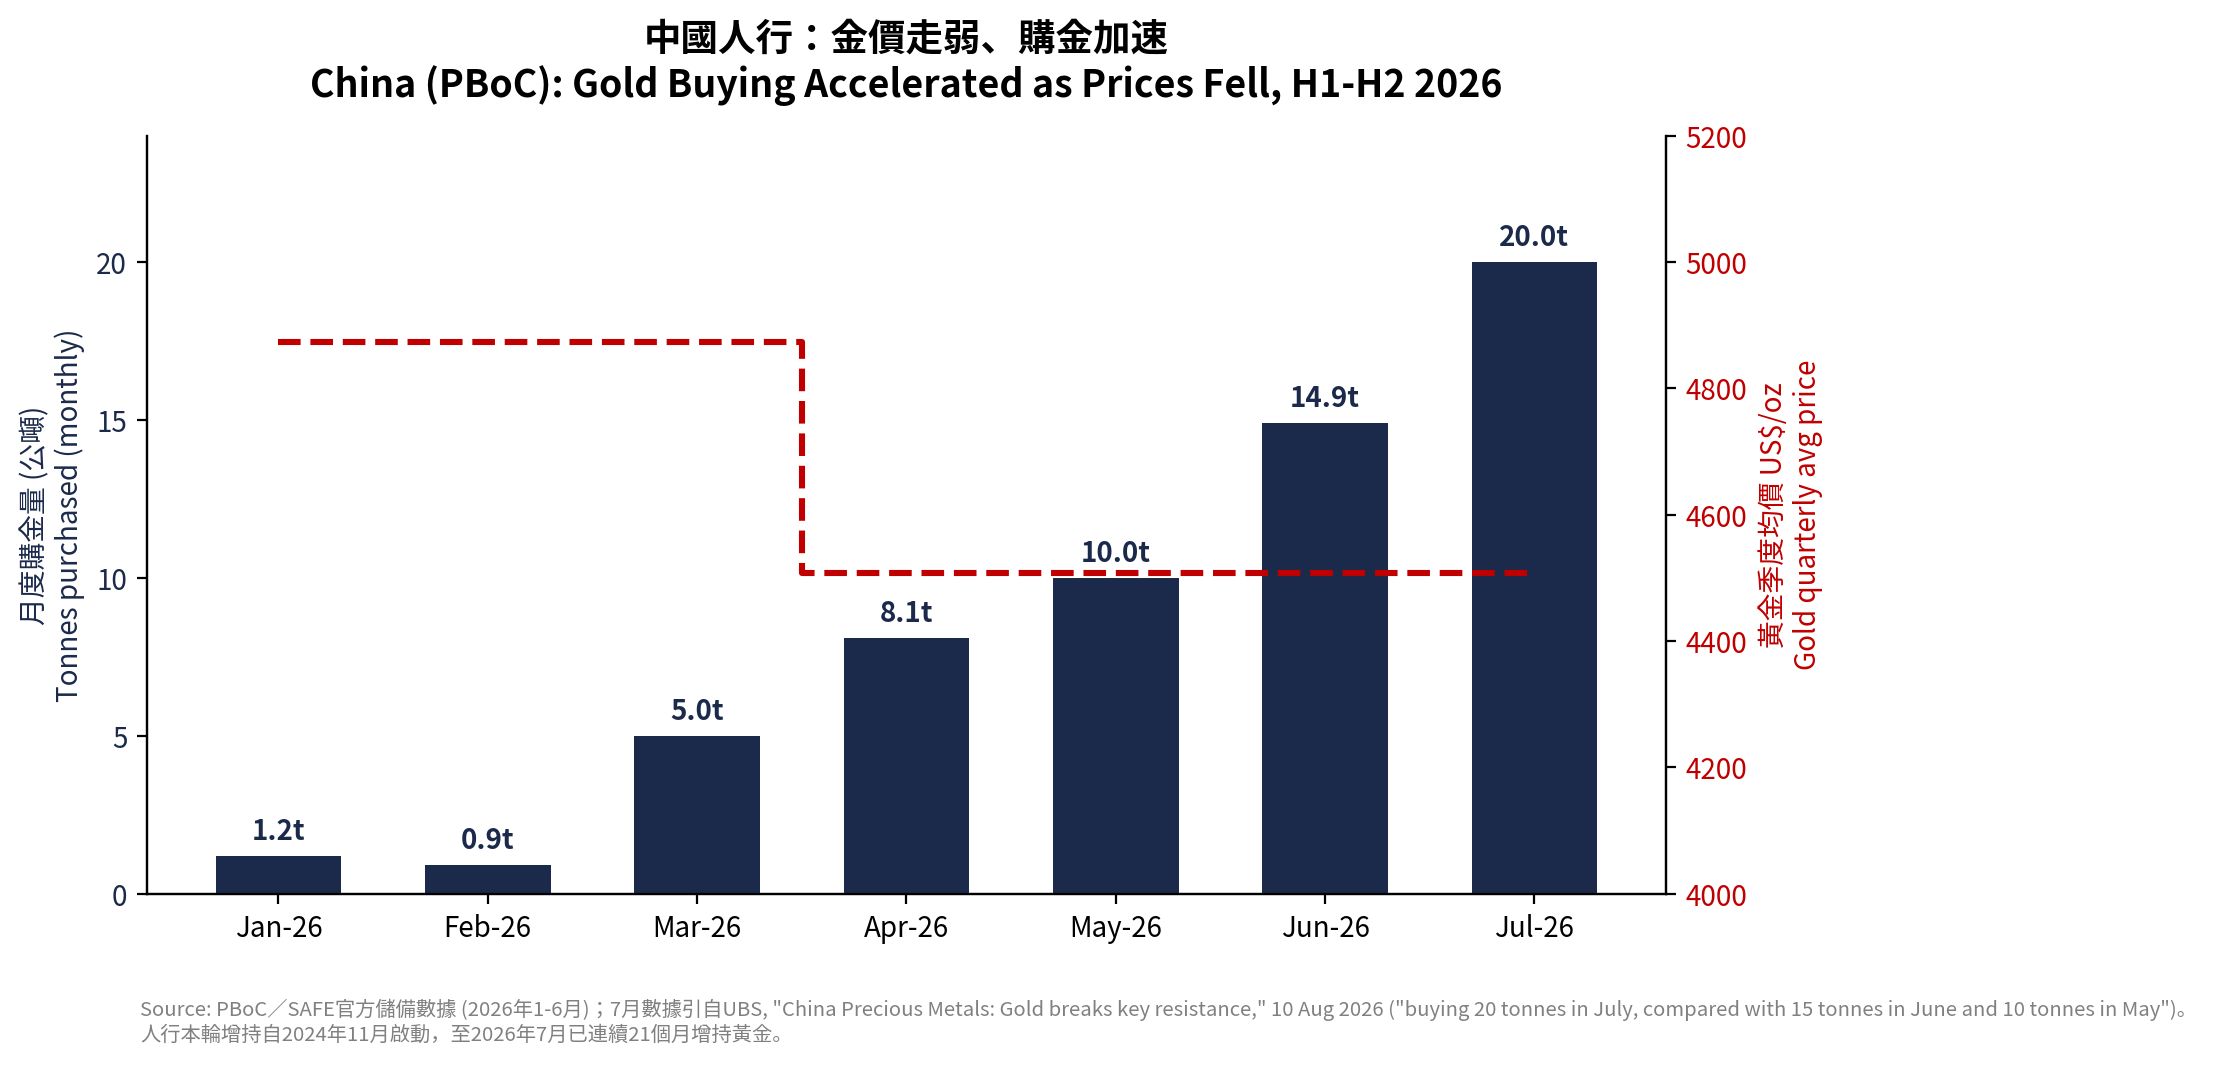 中國人行：金價走弱、購金加速
China (PBoC): Gold Buying Accelerated as Prices Fell, H1-H2 2026
月度購金量 (公噸)
Tonnes purchased (monthly)
20
15
10
5
0
1.2t
0.9t
5.0t
8.1t
10.0t
14.9t
20.0t
Jan-26
Feb-26
Mar-26
Apr-26
May-26
Jun-26
Jul-26
5200
5000
4800
4600
4400
4200
4000
黃金季度均價 US$/oz
Gold quarterly avg price
Source: PBoC／SAFE官方儲備數據 (2026年1-6月)；7月數據引自UBS, "China Precious Metals: Gold breaks key resistance," 10 Aug 2026 ("buying 20 tonnes in July, compared with 15 tonnes in June and 10 tonnes in May")。
人行本輪增持自2024年11月啟動，至2026年7月已連續21個月增持黃金。